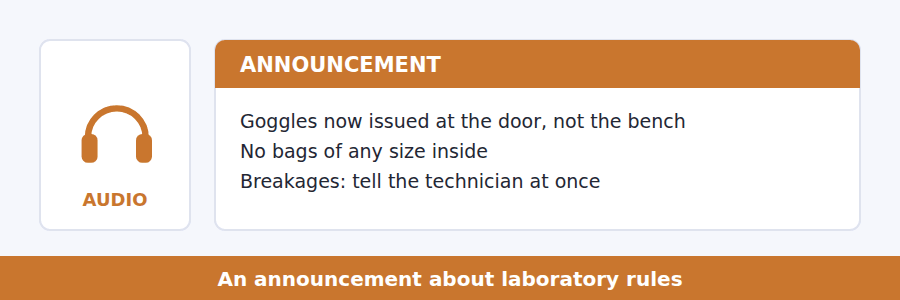 AUDIO
ANNOUNCEMENT
Goggles now issued at the door, not the bench
No bags of any size inside
Breakages: tell the technician at once
An announcement about laboratory rules